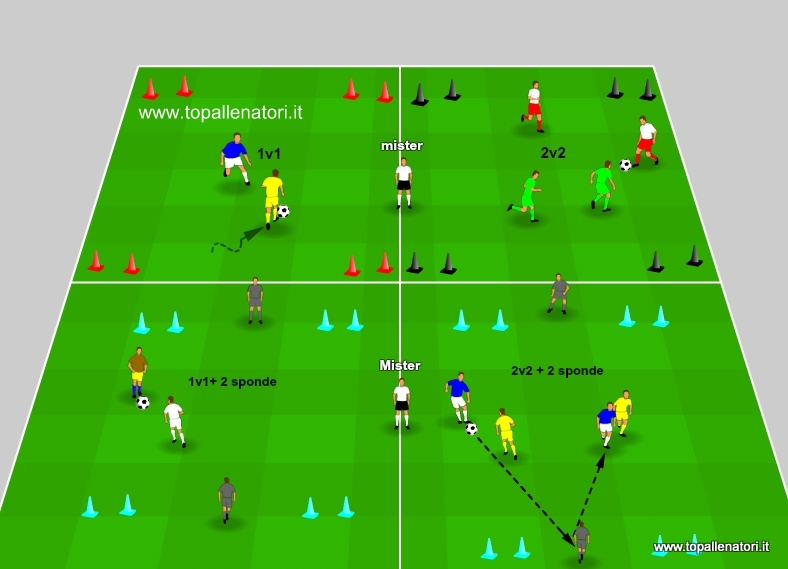 www.topallenatori.it
1v1
mister
2v2
Mister
1v1+ 2 sponde
2v2 + 2 sponde
www.topallenatori.it